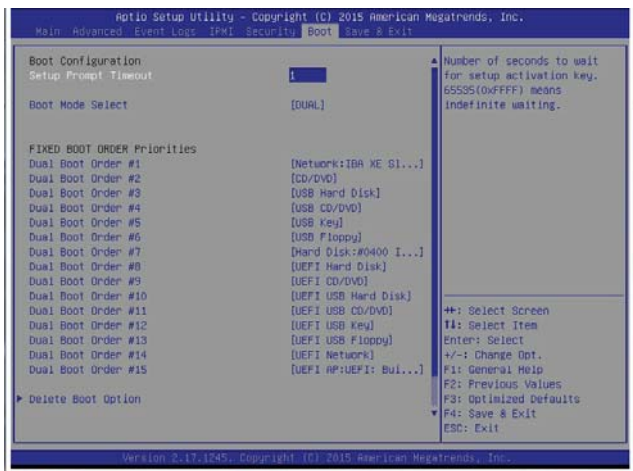 Aptio Setup Utility - Copyright (C) 2015 American Megatrends, Inc.
Main Advanced Event Logs IPMI Security Boot Save & Exit
Boot Configuration
Setup Prompt Timeout 1
Boot Mode Select [DUAL]
FIXED BOOT ORDER Priorities
Dual Boot Order #1 [Network:IBA XE Sl...]
Dual Boot Order #2 [CD/DVD]
Dual Boot Order #3 [USB Hard Disk]
Dual Boot Order #4 [USB CD/DVD]
Dual Boot Order #5 [USB Key]
Dual Boot Order #6 [USB Floppy]
Dual Boot Order #7 [Hard Disk:#0400 I...]
Dual Boot Order #8 [UEFI Hard Disk]
Dual Boot Order #9 [UEFI CD/DVD]
Dual Boot Order #10 [UEFI USB Hard Disk]
Dual Boot Order #11 [UEFI USB CD/DVD]
Dual Boot Order #12 [UEFI USB Key]
Dual Boot Order #13 [UEFI USB Floppy]
Dual Boot Order #14 [UEFI Network]
Dual Boot Order #15 [UEFI AP:UEFI: Bui...]
Delete Boot Option
Number of seconds to wait
for setup activation key.
65535(0xFFFF) means
indefinite waiting.
→←: Select Screen
↑↓: Select Item
Enter: Select
+/-: Change Opt.
F1: General Help
F2: Previous Values
F3: Optimized Defaults
F4: Save & Exit
ESC: Exit
Version 2.17.1245. Copyright (C) 2015 American Megatrends, Inc.